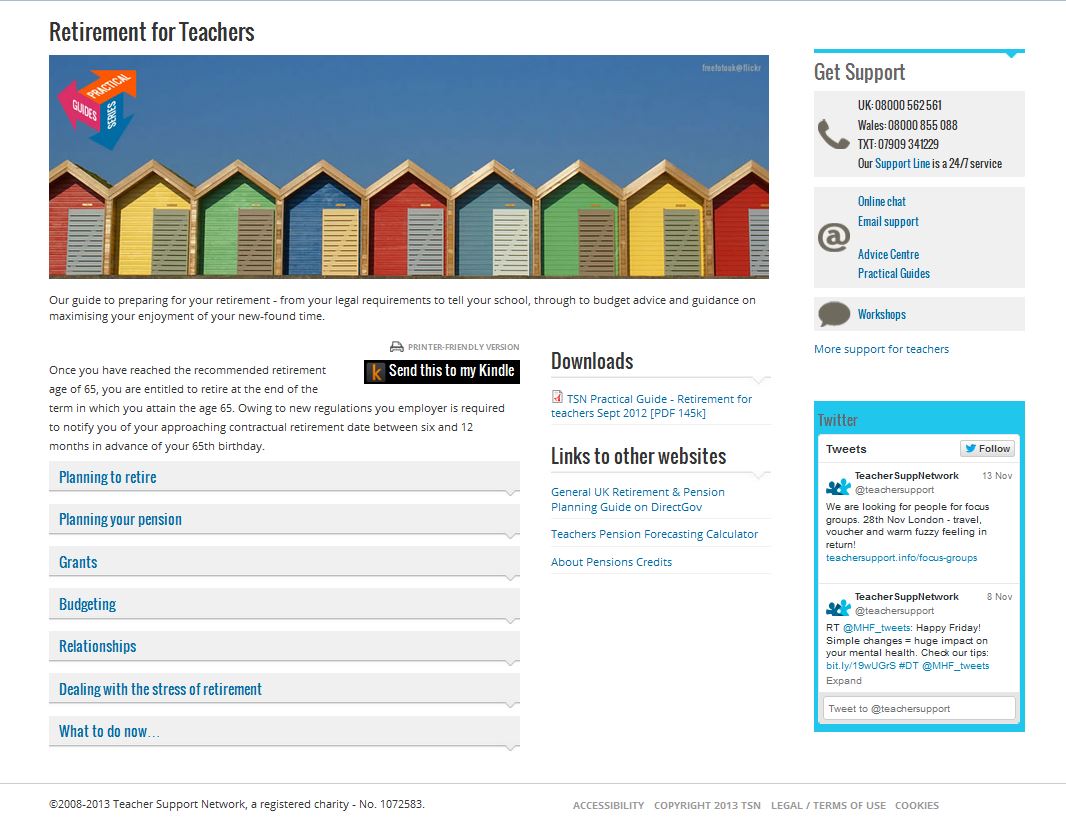 Retirement for Teachers
freefotouk@flickr
PRACTICAL
GUIDES
SERIES
Our guide to preparing for your retirement - from your legal requirements to tell your school, through to budget advice and guidance on
maximising your enjoyment of your new-found time.
PRINTER-FRIENDLY VERSION
k Send this to my Kindle
Once you have reached the recommended retirement
age of 65, you are entitled to retire at the end of the
term in which you attain the age 65. Owing to new regulations you employer is required
to notify you of your approaching contractual retirement date between six and 12
months in advance of your 65th birthday.
Planning to retire
Planning your pension
Grants
Budgeting
Relationships
Dealing with the stress of retirement
What to do now...
Downloads
TSN Practical Guide - Retirement for
teachers Sept 2012 [PDF 145k]
Links to other websites
General UK Retirement & Pension
Planning Guide on DirectGov
Teachers Pension Forecasting Calculator
About Pensions Credits
Get Support
UK: 08000 562 561
Wales: 08000 855 088
TXT: 07909 341229
Our Support Line is a 24/7 service
@
Online chat
Email support
Advice Centre
Practical Guides
Workshops
More support for teachers
Twitter
Tweets
Follow
TeacherSuppNetwork 13 Nov
@teachersupport
We are looking for people for focus
groups. 28th Nov London - travel,
voucher and warm fuzzy feeling in
return!
teachersupport.info/focus-groups
TeacherSuppNetwork 8 Nov
@teachersupport
RT @MHF_tweets: Happy Friday!
Simple changes = huge impact on
your mental health. Check our tips:
bit.ly/19wUGrS #DT @MHF_tweets
Expand
Tweet to @teachersupport
©2008-2013 Teacher Support Network, a registered charity - No. 1072583.
ACCESSIBILITY COPYRIGHT 2013 TSN LEGAL / TERMS OF USE COOKIES